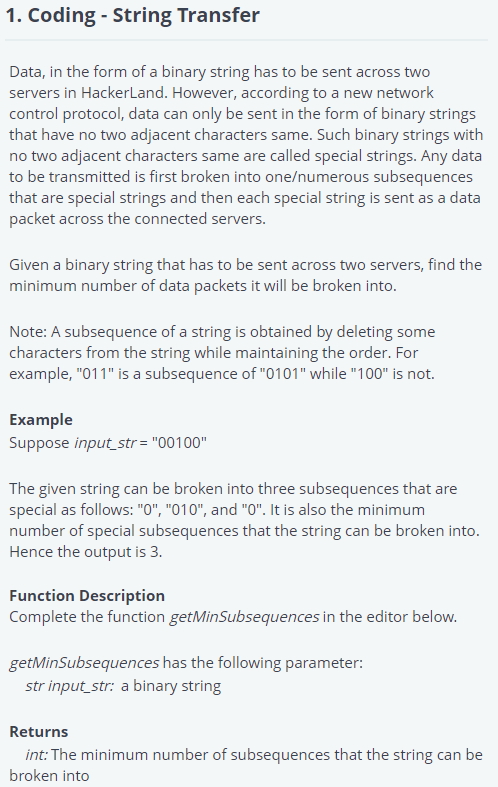 1. Coding - String Transfer
Data, in the form of a binary string has to be sent across two
servers in HackerLand. However, according to a new network
control protocol, data can only be sent in the form of binary strings
that have no two adjacent characters same. Such binary strings with
no two adjacent characters same are called special strings. Any data
to be transmitted is first broken into one/numerous subsequences
that are special strings and then each special string is sent as a data
packet across the connected servers.
Given a binary string that has to be sent across two servers, find the
minimum number of data packets it will be broken into.
Note: A subsequence of a string is obtained by deleting some
characters from the string while maintaining the order. For
example, "011" is a subsequence of "0101" while "100" is not.
Example
Suppose input_str = "00100"
The given string can be broken into three subsequences that are
special as follows: "0", "010", and "0". It is also the minimum
number of special subsequences that the string can be broken into.
Hence the output is 3.
Function Description
Complete the function getMinSubsequences in the editor below.
getMinSubsequences has the following parameter:
str input_str: a binary string
Returns
int: The minimum number of subsequences that the string can be
broken into